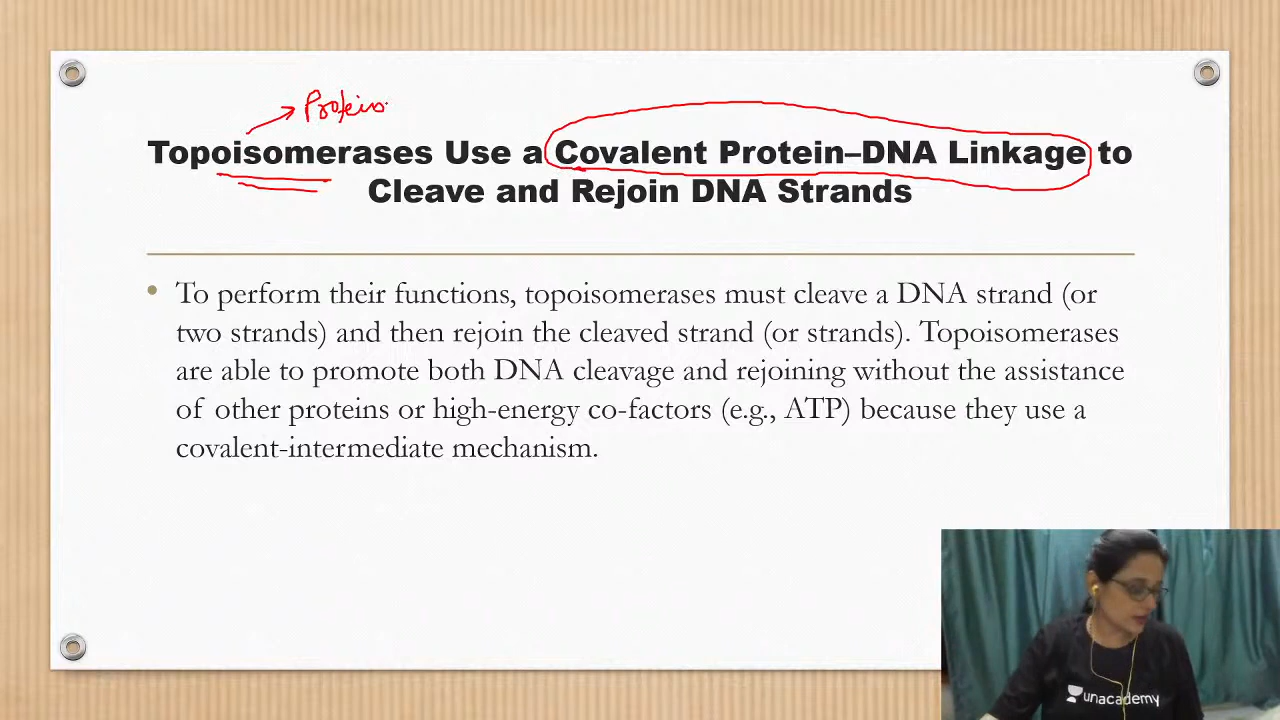 Proteins
Topoisomerases Use a Covalent Protein–DNA Linkage to
Cleave and Rejoin DNA Strands
• To perform their functions, topoisomerases must cleave a DNA strand (or
two strands) and then rejoin the cleaved strand (or strands). Topoisomerases
are able to promote both DNA cleavage and rejoining without the assistance
of other proteins or high-energy co-factors (e.g., ATP) because they use a
covalent-intermediate mechanism.
unacademy